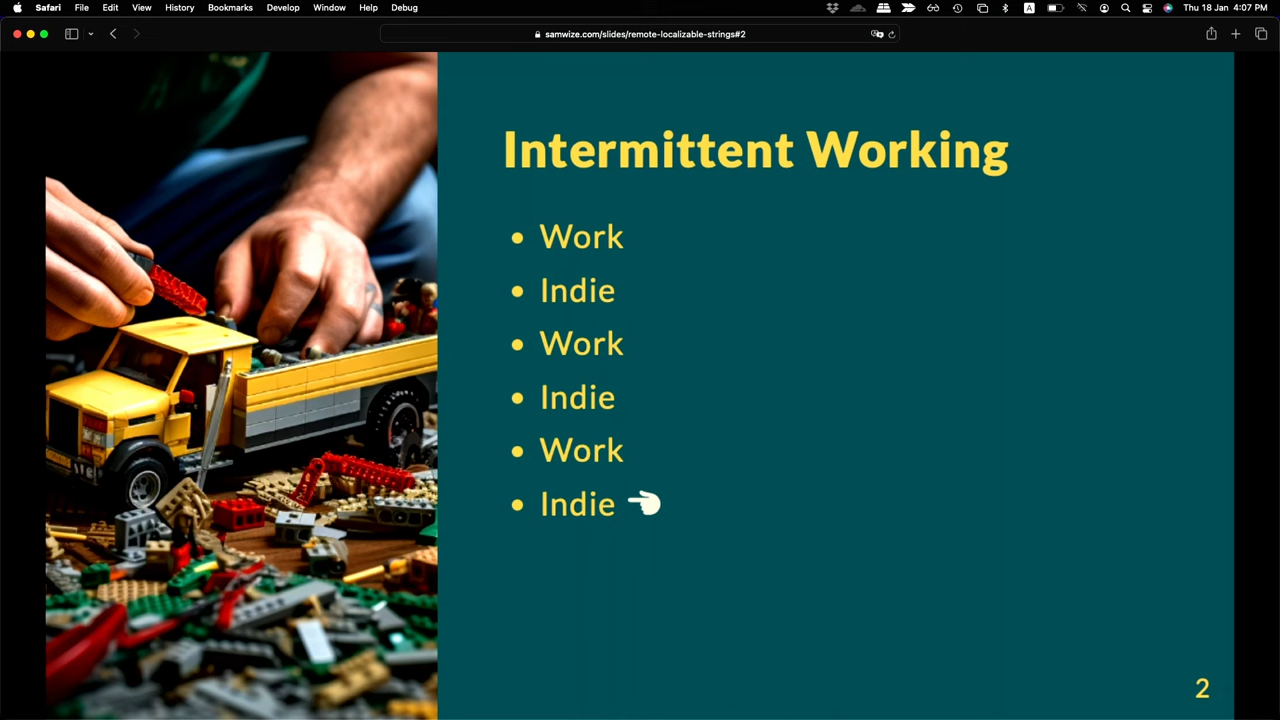 Safari File Edit View History Bookmarks Develop Window Help Debug
A
Thu 18 Jan 4:07 PM
samwize.com/slides/remote-localizable-strings#2
Intermittent Working
• Work
• Indie
• Work
• Indie
• Work
• Indie
2